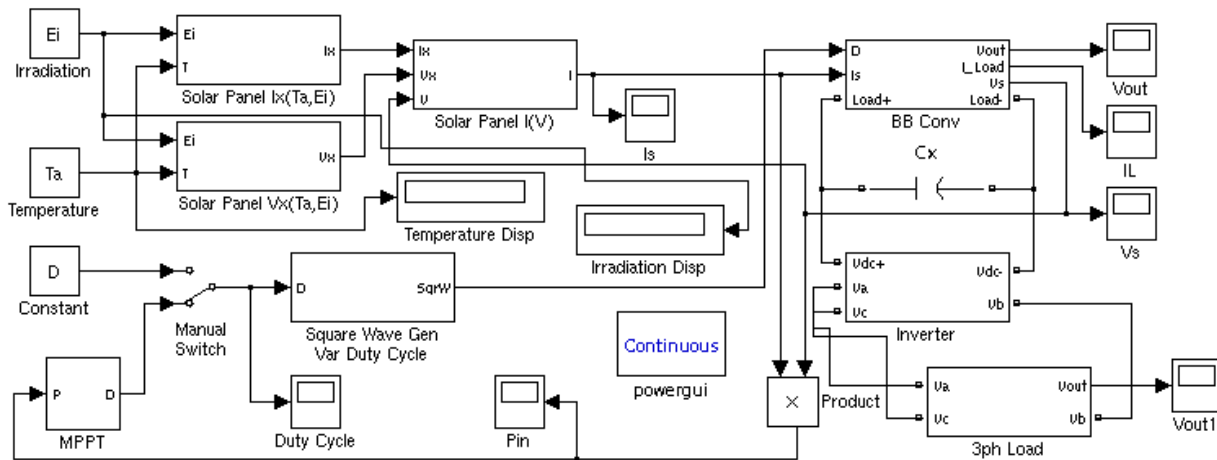 Ei
Irradiation
Ei
T
Ix
Solar Panel Ix(Ta,Ei)
Ix
Vx
V
I
Solar Panel I(V)
Is
D
Is
Load+
Vout
I_Load
Vs
Load-
BB Conv
Vout
IL
Vs
Cx
Ta
Temperature
Ei
T
Vx
Solar Panel Vx(Ta,Ei)
Temperature Disp
Irradiation Disp
D
Constant
Manual
Switch
D
SqrW
Square Wave Gen
Var Duty Cycle
Continuous
powergui
Vdc+
Va
Vc
Vdc-
Vb
Inverter
P
D
MPPT
Duty Cycle
Pin
×
Product
Va
Vc
Vout
Vb
3ph Load
Vout1